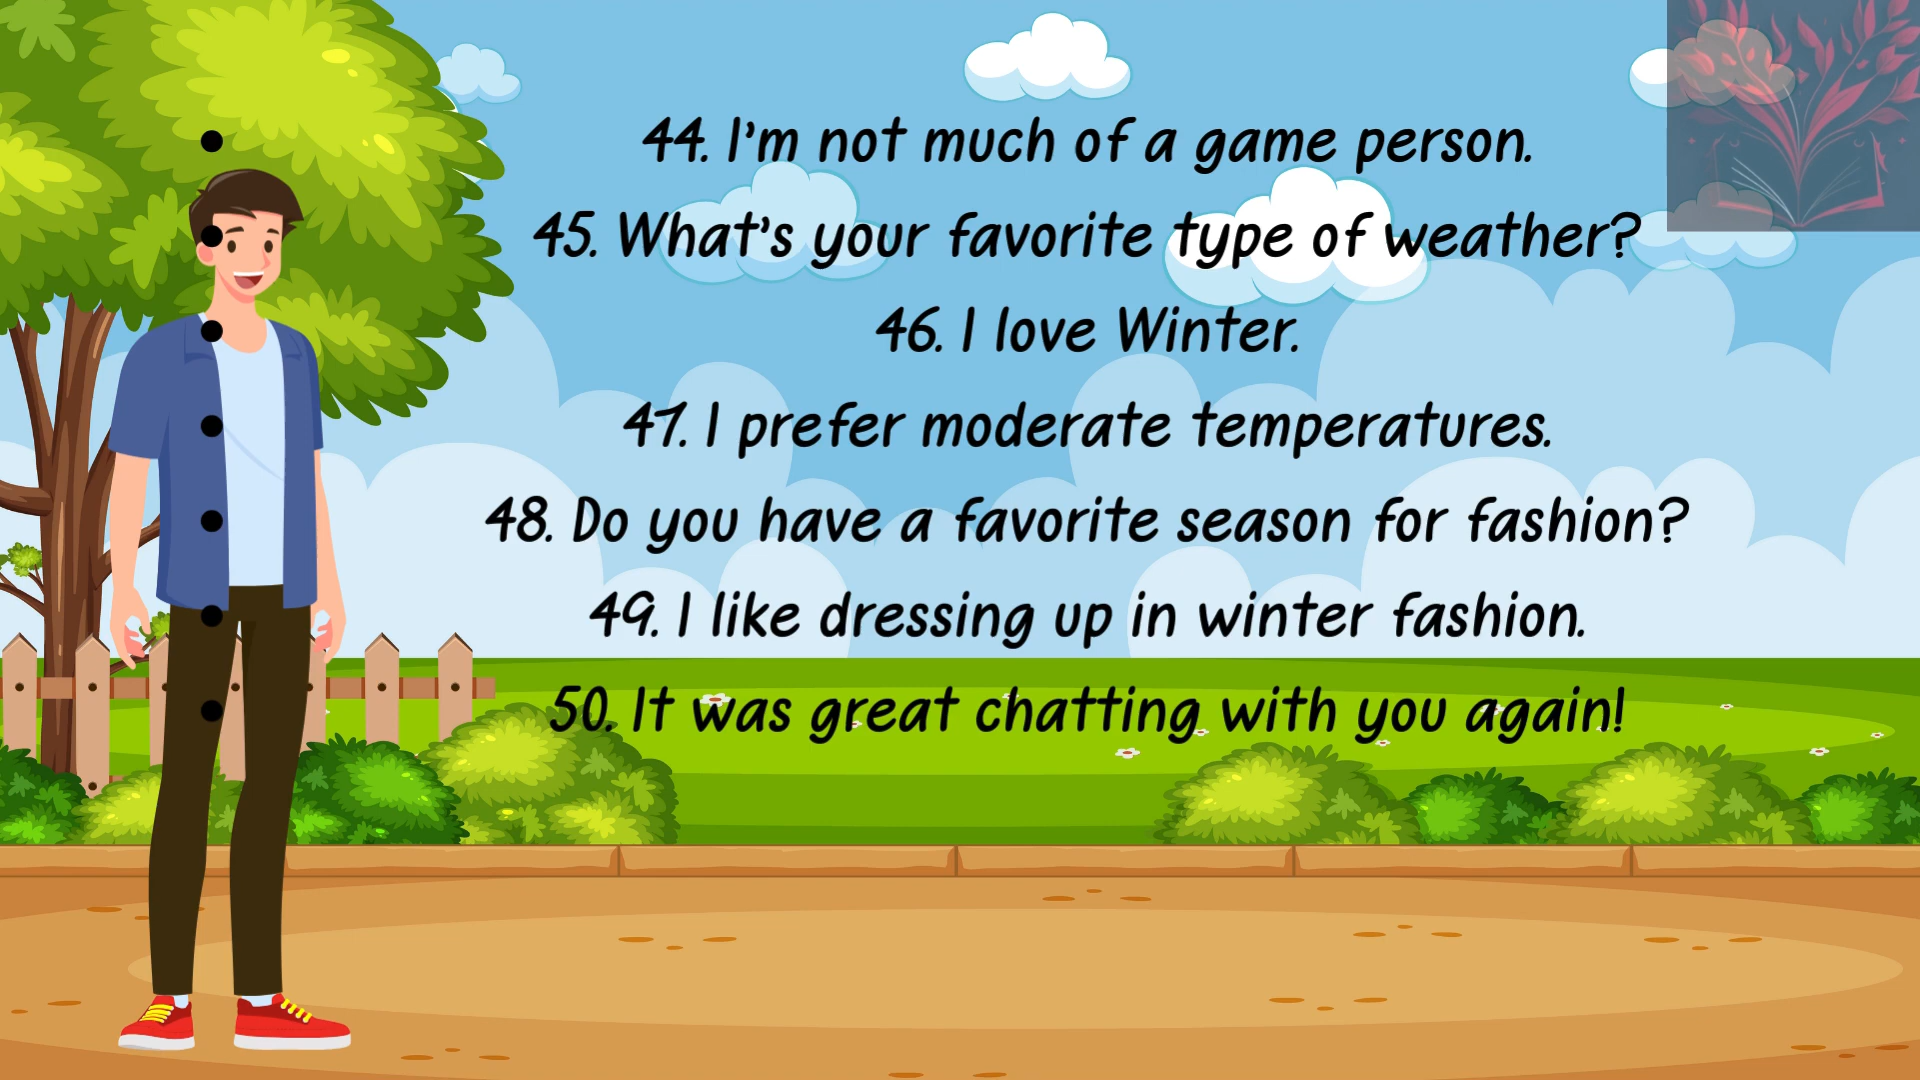 44. I'm not much of a game person.
45. What's your favorite type of weather?
46. I love Winter.
47. I prefer moderate temperatures.
48. Do you have a favorite season for fashion?
49. I like dressing up in winter fashion.
50. It was great chatting with you again!